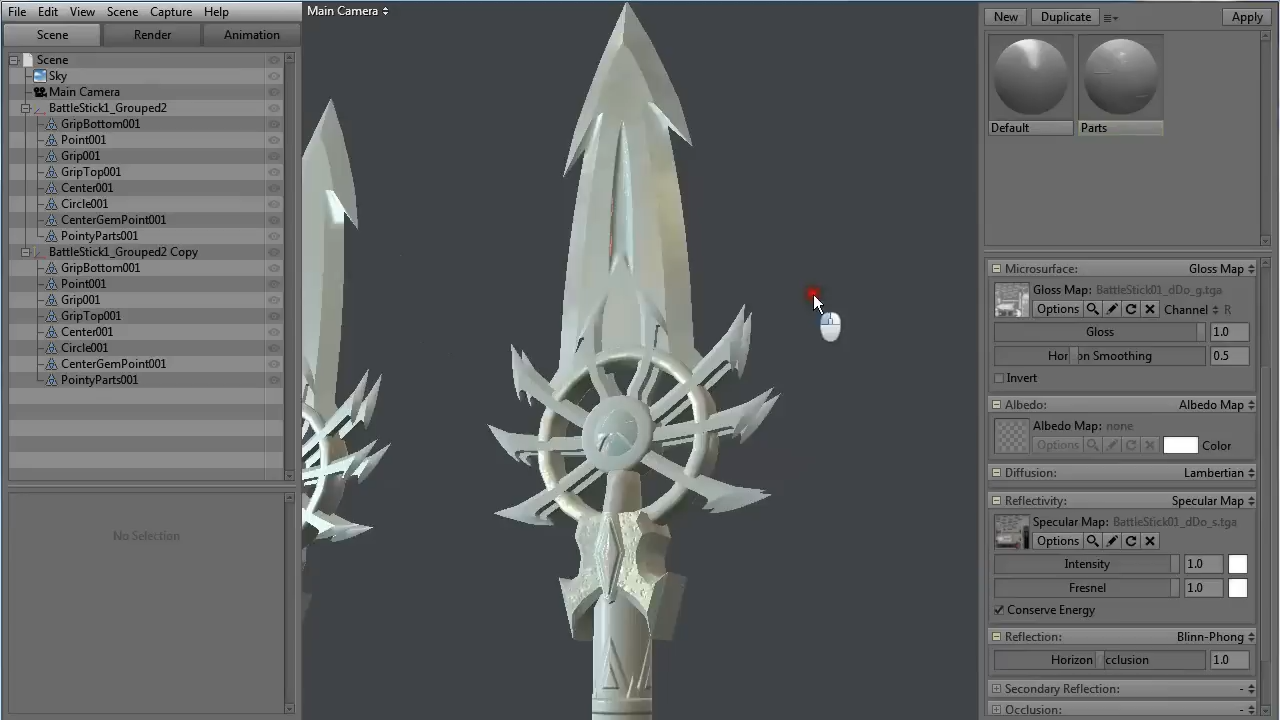 File Edit View Scene Capture Help
Scene Render Animation
Scene
Sky
Main Camera
BattleStick1_Grouped2
GripBottom001
Point001
Grip001
GripTop001
Center001
Circle001
CenterGemPoint001
PointyParts001
BattleStick1_Grouped2 Copy
GripBottom001
Point001
Grip001
GripTop001
Center001
Circle001
CenterGemPoint001
PointyParts001
No Selection
Main Camera
New Duplicate Apply
Default Parts
Microsurface: Gloss Map
Gloss Map: BattleStick01_dDo_g.tga
Options Channel R
Gloss 1.0
Smoothing 0.5
Invert
Albedo: Albedo Map
Albedo Map: none
Options Color
Diffusion: Lambertian
Reflectivity: Specular Map
Specular Map: BattleStick01_dDo_s.tga
Options
Intensity 1.0
Fresnel 1.0
Conserve Energy
Reflection: Blinn-Phong
Horizon cclusion 1.0
Secondary Reflection: -
Occlusion: -